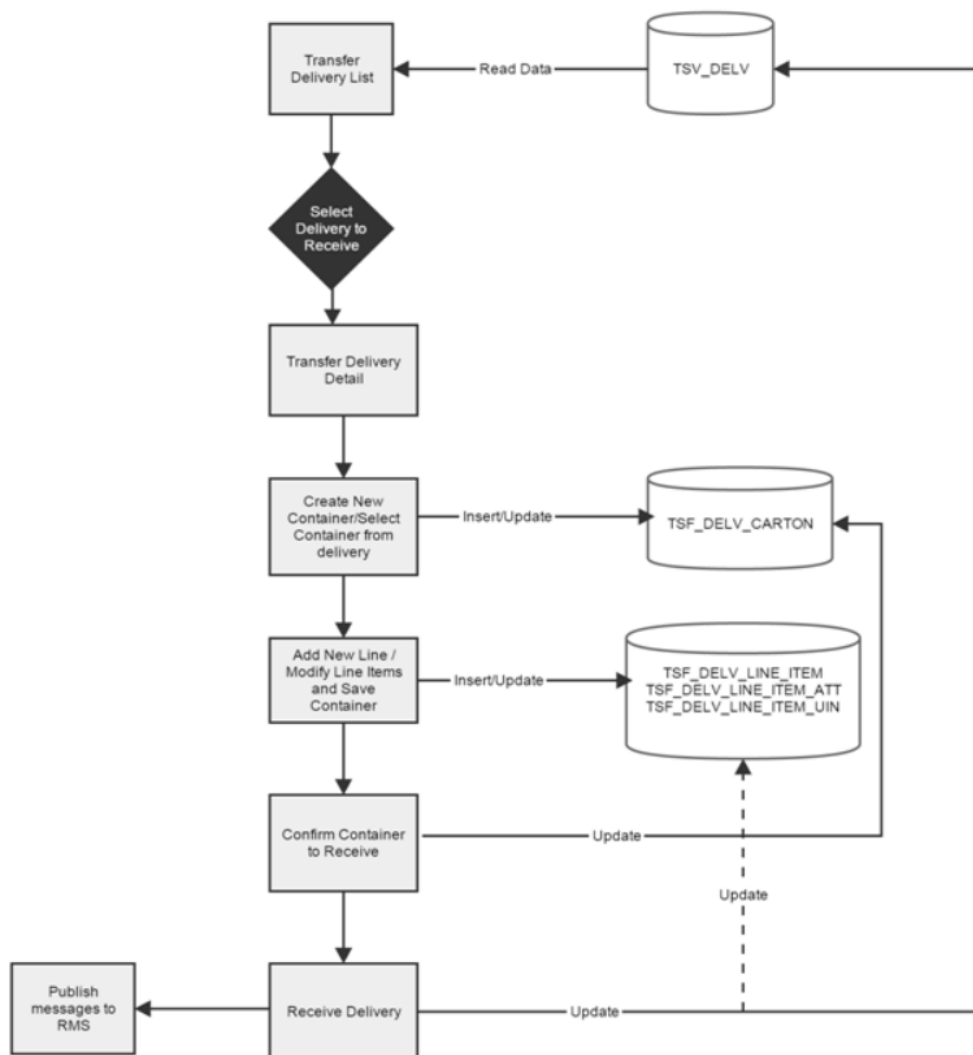 Transfer
Delivery List
Read Data
TSV_DELV
Select
Delivery to
Receive
Transfer Delivery
Detail
Create New
Container/Select
Container from
delivery
Insert/Update
TSF_DELV_CARTON
Add New Line /
Modify Line Items
and Save
Container
Insert/Update
TSF_DELV_LINE_ITEM
TSF_DELV_LINE_ITEM_ATT
TSF_DELV_LINE_ITEM_UIN
Confirm Container
to Receive
Update
Update
Publish
messages to
RMS
Receive Delivery
Update